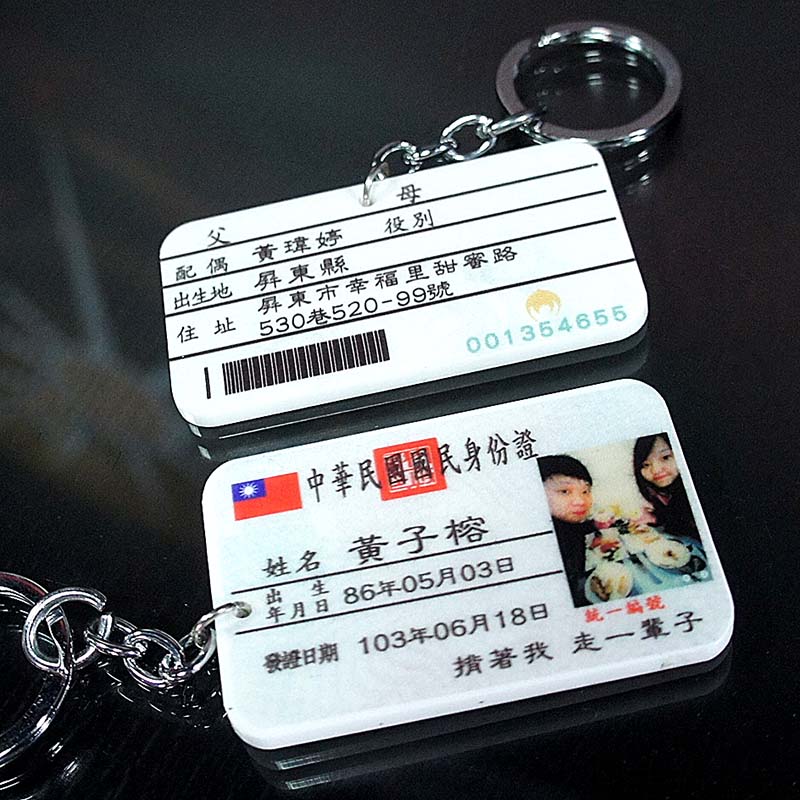 父 母
配偶 黃瑋婷 役別
出生地 屏東縣
住址 屏東市幸福里甜蜜路
530巷520-99號
001354655
中華民國國民身份證
姓名 黃子榕
出生
年月日 86年05月03日
發證日期 103年06月18日
統一編號
揹著我 走一輩子